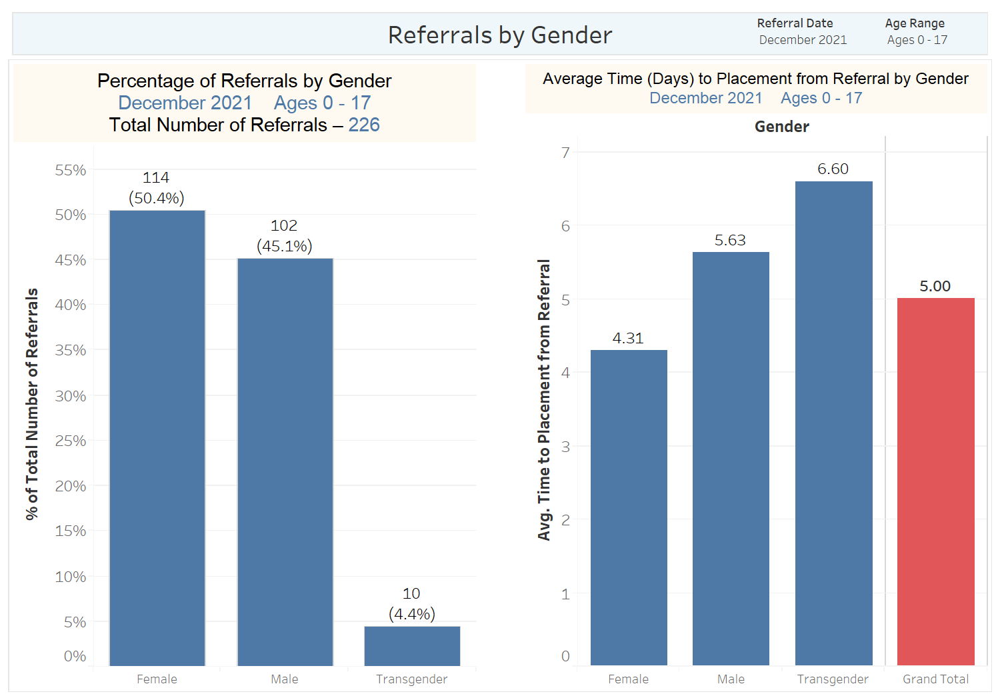 Referrals by Gender
Referral Date
December 2021
Age Range
Ages 0 - 17
Percentage of Referrals by Gender
December 2021 Ages 0 - 17
Total Number of Referrals – 226
% of Total Number of Referrals
55%
50%
45%
40%
35%
30%
25%
20%
15%
10%
5%
0%
114
(50.4%)
102
(45.1%)
10
(4.4%)
Female
Male
Transgender
Average Time (Days) to Placement from Referral by Gender
December 2021 Ages 0 - 17
Gender
Avg. Time to Placement from Referral
7
6
5
4
3
2
1
0
4.31
5.63
6.60
5.00
Female
Male
Transgender
Grand Total